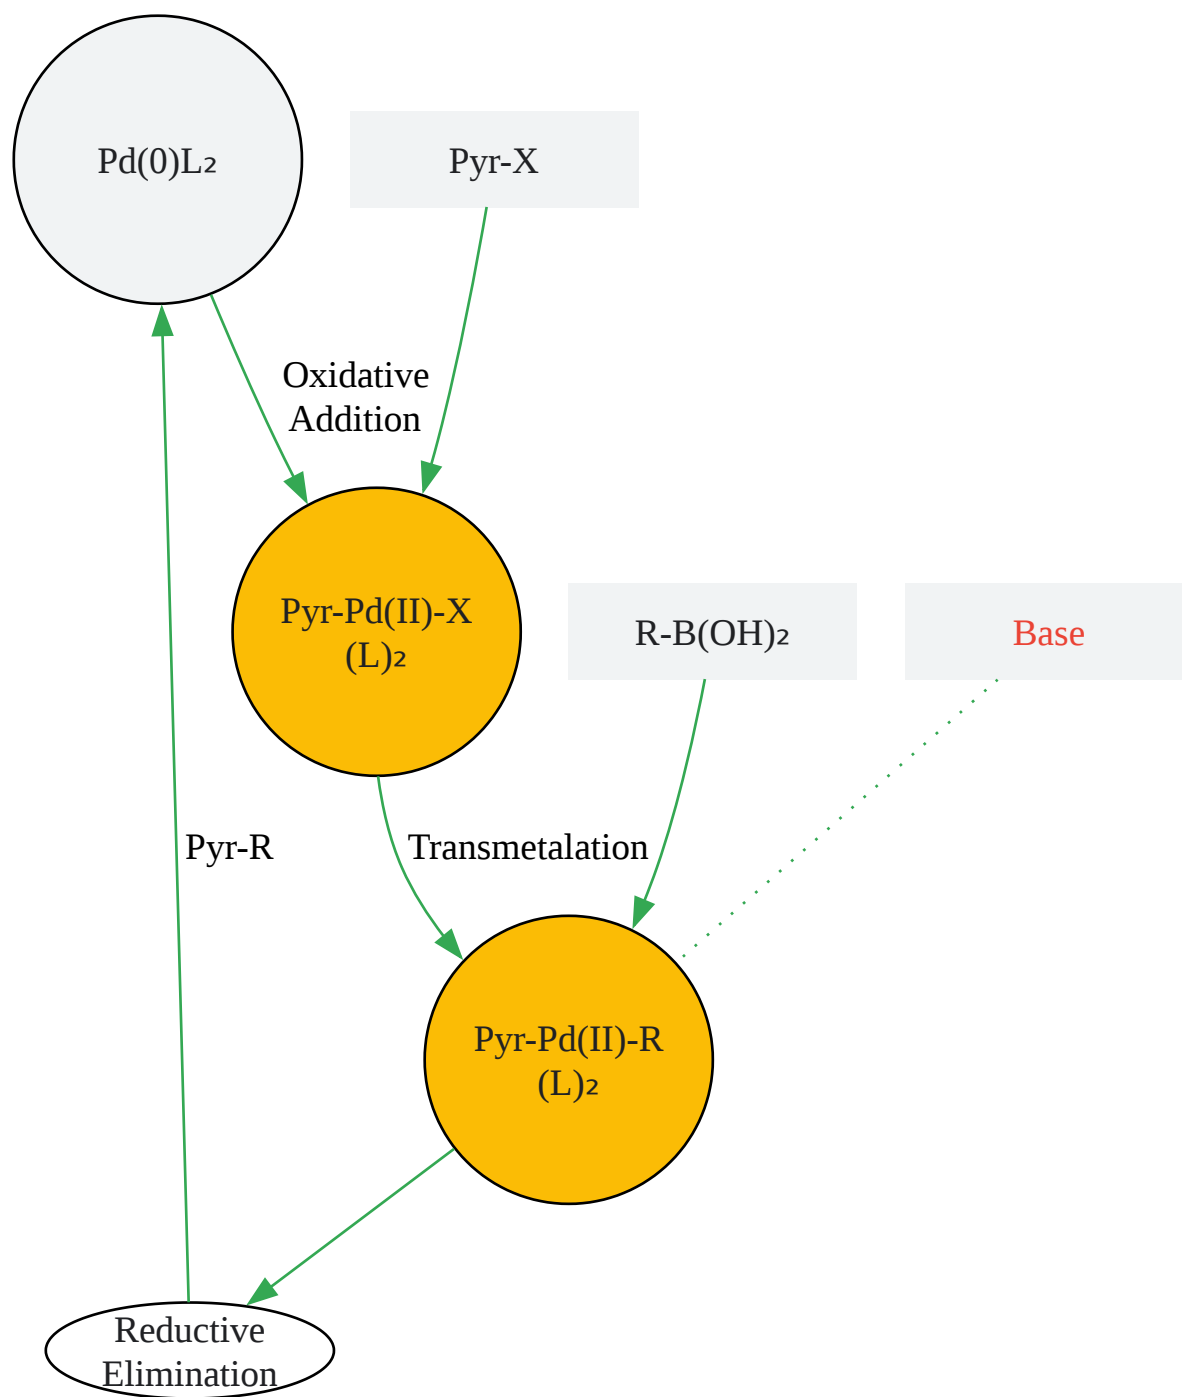 Pd(0)L₂
Pyr-X
Oxidative
Addition
Pyr-Pd(II)-X
(L)₂
R-B(OH)₂
Base
Pyr-R
Transmetalation
Pyr-Pd(II)-R
(L)₂
Reductive
Elimination